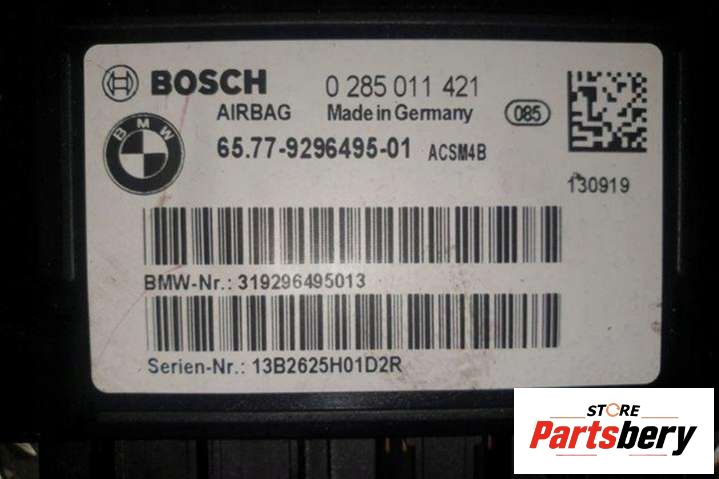 BOSCH 0 285 011 421
AIRBAG Made in Germany 085
BMW
65.77-9296495-01 ACSM4B
130919
BMW-Nr.: 319296495013
Serien-Nr.: 13B2625H01D2R
STORE
Partsbery